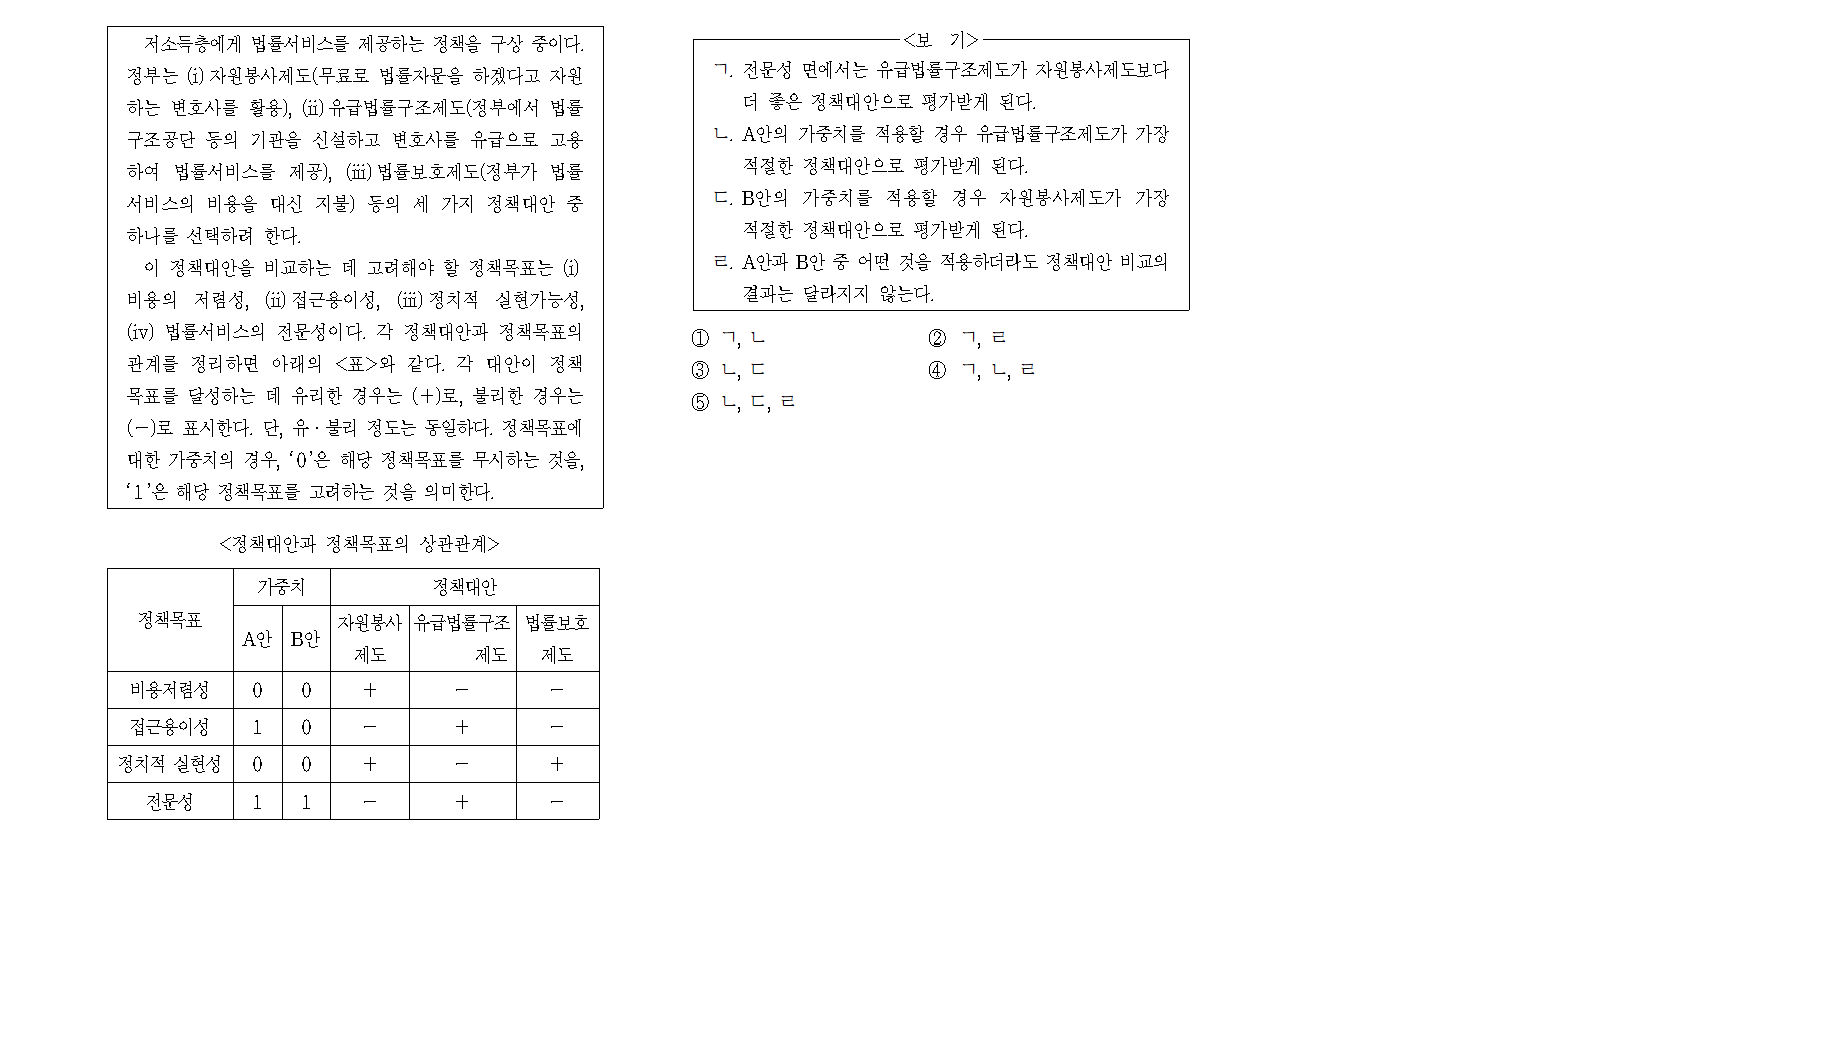 저소득층에게 법률서비스를 제공하는 정책을 구상 중이다.
정부는 (ⅰ)자원봉사제도(무료로 법률자문을 하겠다고 자원
하는 변호사를 활용), (ⅱ)유급법률구조제도(정부에서 법률
구조공단 등의 기관을 신설하고 변호사를 유급으로 고용
하여 법률서비스를 제공), (ⅲ)법률보호제도(정부가 법률
서비스의 비용을 대신 지불) 등의 세 가지 정책대안 중
하나를 선택하려 한다.
이 정책대안을 비교하는 데 고려해야 할 정책목표는 (ⅰ)
비용의 저렴성, (ⅱ)접근용이성, (ⅲ)정치적 실현가능성,
(ⅳ) 법률서비스의 전문성이다. 각 정책대안과 정책목표의
관계를 정리하면 아래의 <표>와 같다. 각 대안이 정책
목표를 달성하는 데 유리한 경우는 (+)로, 불리한 경우는
(-)로 표시한다. 단, 유·불리 정도는 동일하다. 정책목표에
대한 가중치의 경우, ‘0’은 해당 정책목표를 무시하는 것을,
‘1’은 해당 정책목표를 고려하는 것을 의미한다.
<정책대안과 정책목표의 상관관계>
정책목표 가중치 정책대안
A안 B안 자원봉사제도 유급법률구조제도 법률보호제도
비용저렴성 0 0 + - -
접근용이성 1 0 - + -
정치적 실현성 0 0 + - +
전문성 1 1 - + -
<보 기>
ㄱ. 전문성 면에서는 유급법률구조제도가 자원봉사제도보다
더 좋은 정책대안으로 평가받게 된다.
ㄴ. A안의 가중치를 적용할 경우 유급법률구조제도가 가장
적절한 정책대안으로 평가받게 된다.
ㄷ. B안의 가중치를 적용할 경우 자원봉사제도가 가장
적절한 정책대안으로 평가받게 된다.
ㄹ. A안과 B안 중 어떤 것을 적용하더라도 정책대안 비교의
결과는 달라지지 않는다.
① ㄱ, ㄴ ② ㄱ, ㄹ
③ ㄴ, ㄷ ④ ㄱ, ㄴ, ㄹ
⑤ ㄴ, ㄷ, ㄹ